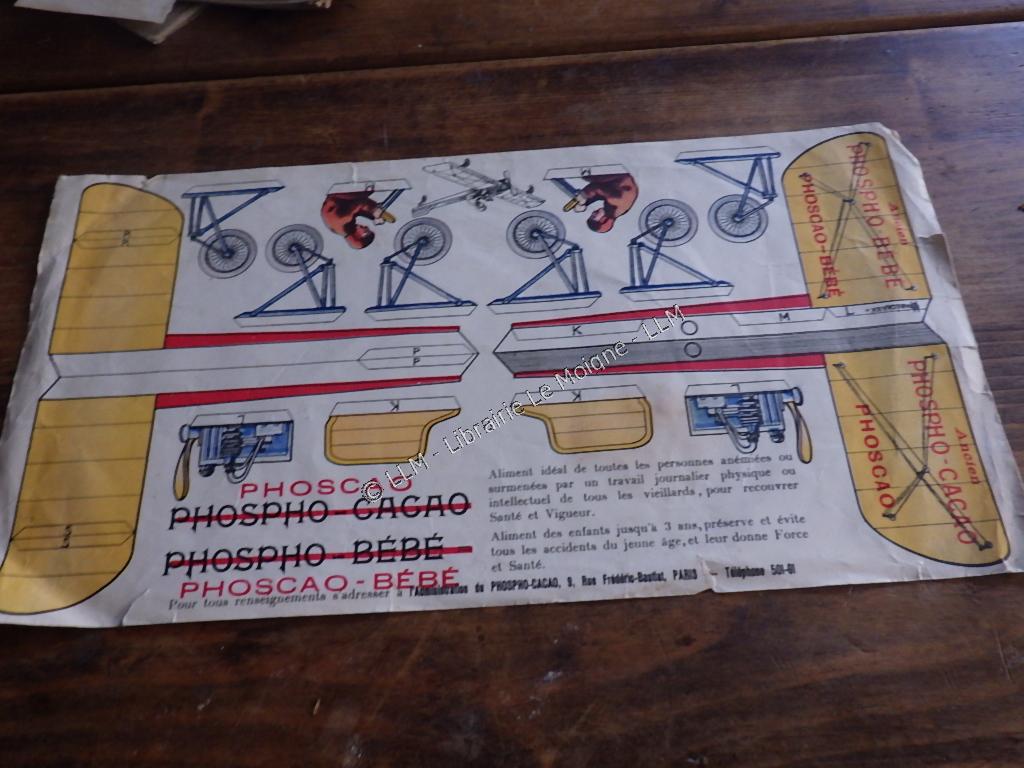 PHOSPHO-BÉBÉ
Ancien
PHOSCAO-BÉBÉ
K
M
L
P
P
L
K
K
L
PHOSCAO
PHOSPHO-CACAO
Ancien
PHOSCAO
PHOSPHO-CACAO
PHOSPHO-BÉBÉ
PHOSCAO-BÉBÉ
Aliment idéal de toutes les personnes anémiées ou
surmenées par un travail journalier physique ou
intellectuel de tous les vieillards, pour recouvrer
Santé et Vigueur.
Aliment des enfants jusqu'à 3 ans, préserve et évite
tous les accidents du jeune âge, et leur donne Force
et Santé.
Pour tous renseignements s'adresser à l'Administration du PHOSPHO-CACAO, 9, Rue Frédéric-Bastiat, PARIS - Téléphone 501-61
© LLM - Librairie Le Moigne - LLM